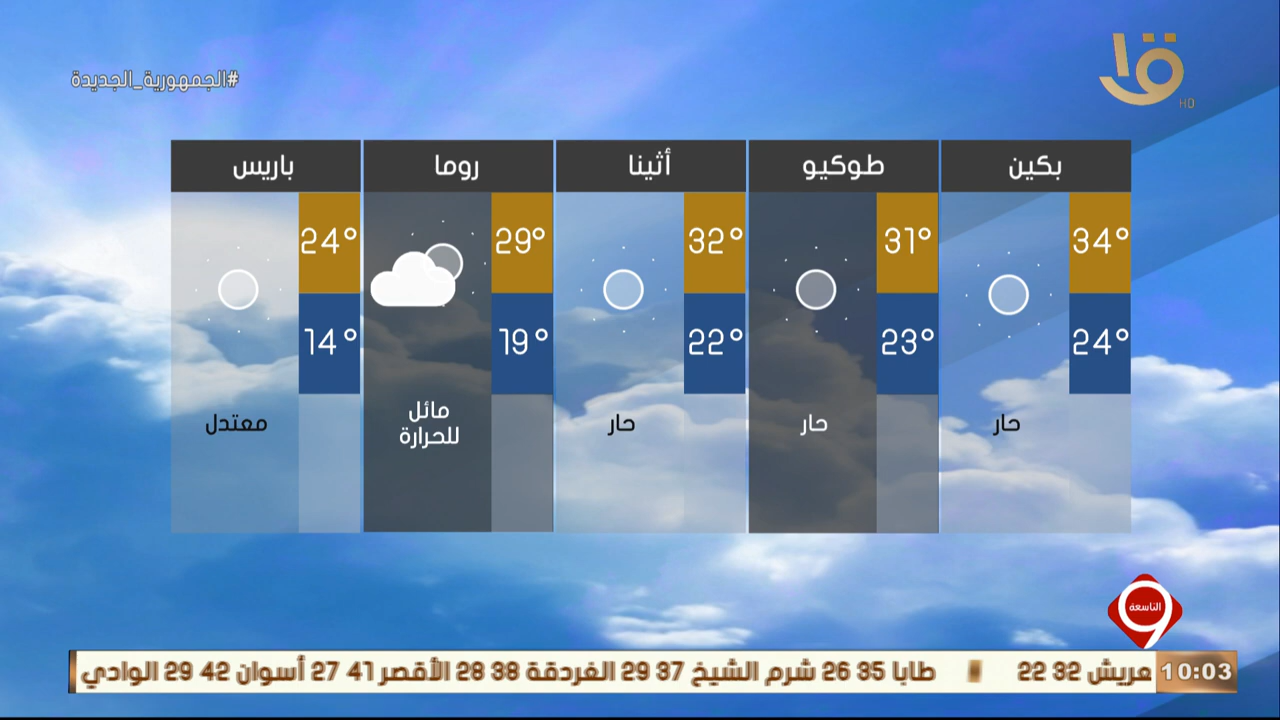 #الجمهورية_الجديدة
HD
بكين
34°
24°
حار
طوكيو
31°
23°
حار
أثينا
32°
22°
حار
روما
29°
19°
مائل
للحرارة
باريس
24°
14°
معتدل
التاسعة
9
10:03
عريش 32 22 طابا 35 26 شرم الشيخ 37 29 الغردقة 38 28 الأقصر 41 27 أسوان 42 29 الوادي